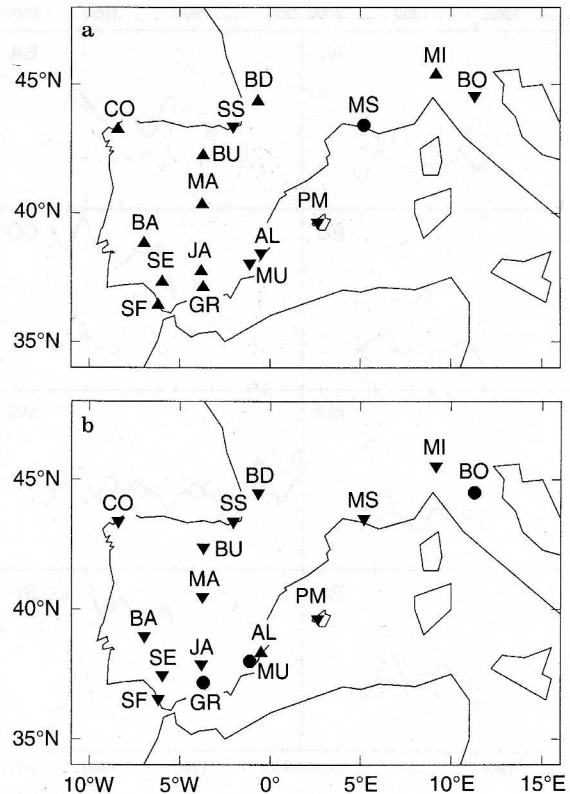 a
MI
45°N
BD
BO
CO
SS
MS
BU
MA
40°N
PM
BA
AL
JA
SE
MU
SF
GR
35°N
b
MI
45°N
BD
BO
CO
SS
MS
BU
MA
40°N
PM
BA
AL
JA
SE
MU
SF
GR
35°N
10°W 5°W 0 5°E 10°E 15°E